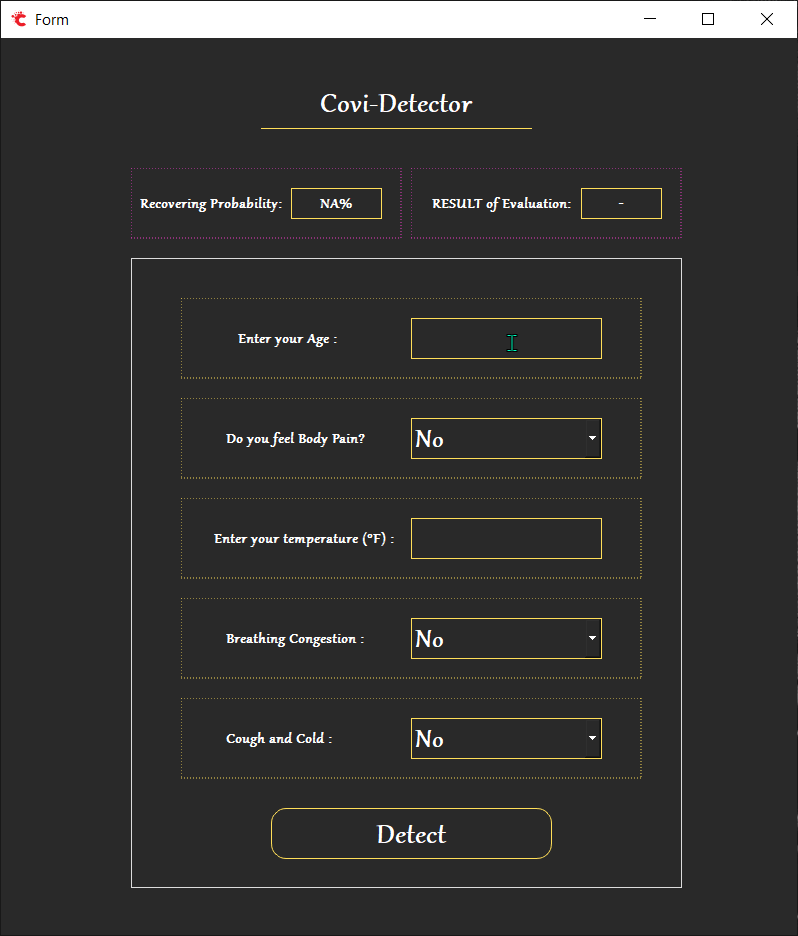 Form
Covi-Detector
Recovering Probability: NA% RESULT of Evaluation: -
Enter your Age :
Do you feel Body Pain? No
Enter your temperature (°F) :
Breathing Congestion : No
Cough and Cold : No
Detect